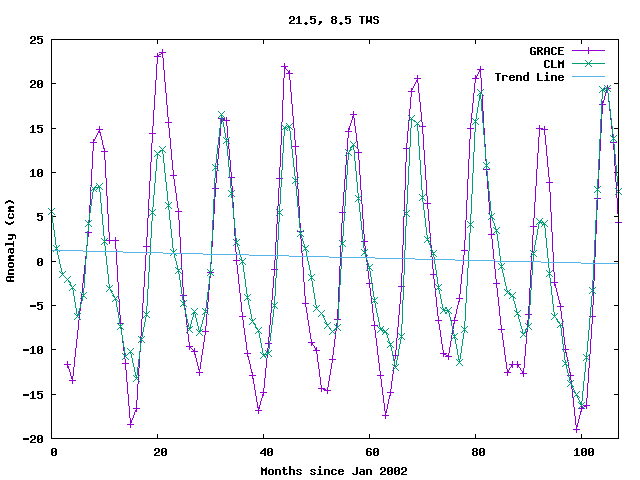 21.5, 8.5 TWS
GRACE
CLM
Trend Line
25
20
15
10
5
0
-5
-10
-15
-20
Anomaly (cm)
0 20 40 60 80 100
Months since Jan 2002